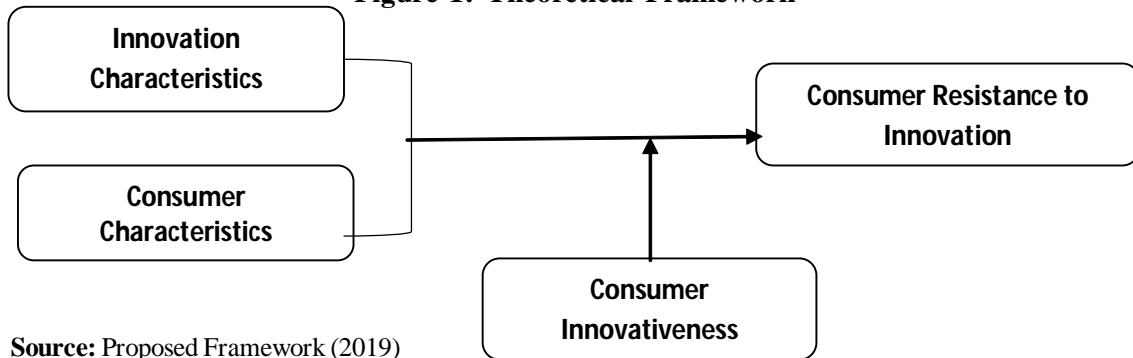 Figure 1: Theoretical Framework
Innovation
Characteristics
Consumer Resistance to
Innovation
Consumer
Characteristics
Consumer
Innovativeness
Source: Proposed Framework (2019)